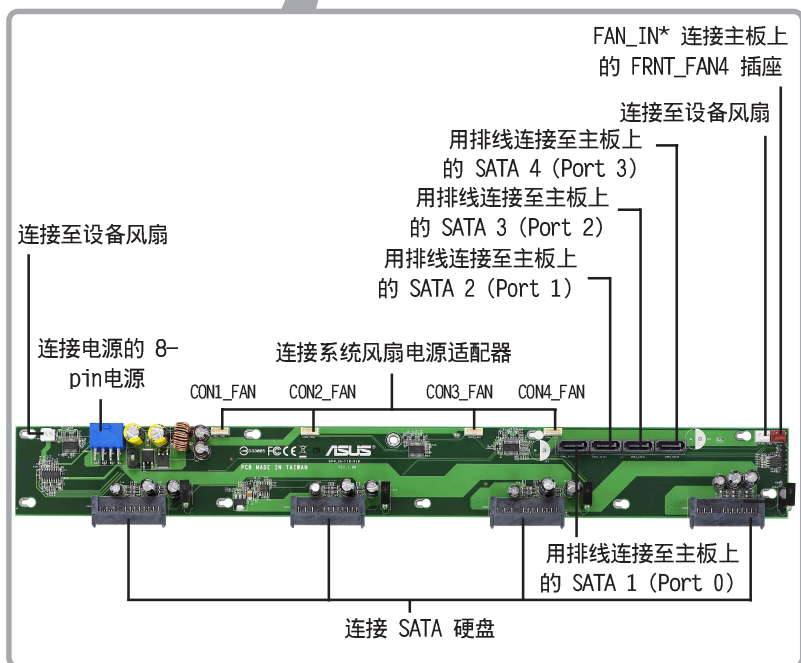 FAN_IN* 连接主板上
的 FRNT_FAN4 插座
连接至设备风扇
用排线连接至主板上
的 SATA 4（Port 3）
用排线连接至主板上
的 SATA 3（Port 2）
连接至设备风扇
用排线连接至主板上
的 SATA 2（Port 1）
连接电源的 8-
pin电源
连接系统风扇电源适配器
CON1_FAN
CON2_FAN
CON3_FAN
CON4_FAN
FC CE
ASUS
PCB MADE IN TAIWAN
用排线连接至主板上
的 SATA 1（Port 0）
连接 SATA 硬盘